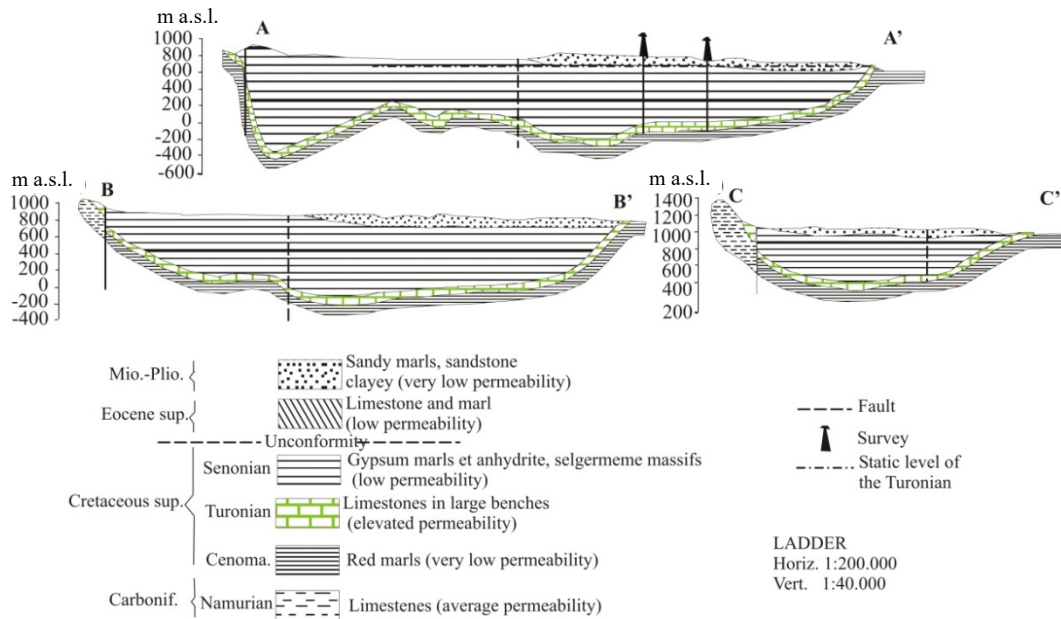 m a.s.l.
A
A'
1000
800
600
400
200
0
-200
-400
-600
m a.s.l.
B
B'
1000
800
600
400
200
0
-200
-400
m a.s.l.
C
C'
1400
1200
1000
800
600
400
200
Mio.-Plio.
Sandy marls, sandstone
clayey (very low permeability)
Eocene sup.
Limestone and marl
(low permeability)
Unconformity
Cretaceous sup.
Senonian
Gypsum marls et anhydrite, selgermeme massifs
(low permeability)
Turonian
Limestones in large benches
(elevated permeability)
Cenoma.
Red marls (very low permeability)
Carbonif.
Namurian
Limestenes (average permeability)
Fault
Survey
Static level of
the Turonian
LADDER
Horiz. 1:200.000
Vert. 1:40.000